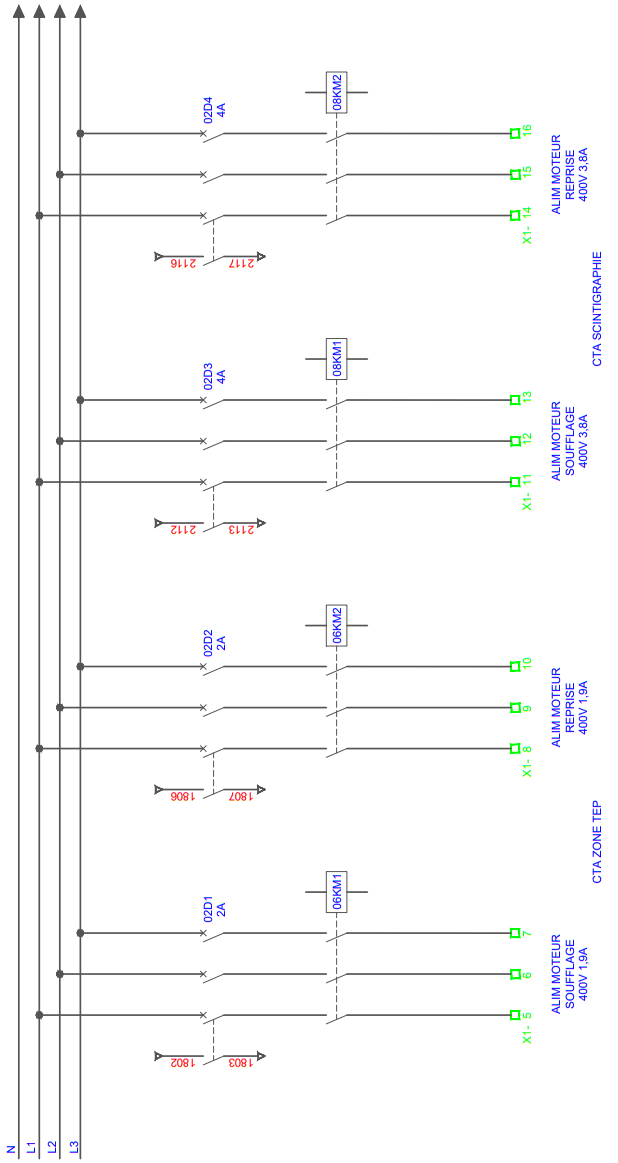 N
L1
L2
L3
02D1
2A
1802
1803
06KM1
X1-
5
6
7
ALIM MOTEUR
SOUFFLAGE
400V 1,9A
CTA ZONE TEP
02D2
2A
1806
1807
06KM2
X1-
8
9
10
ALIM MOTEUR
REPRISE
400V 1,9A
02D3
4A
2112
2113
08KM1
X1-
11
12
13
ALIM MOTEUR
SOUFFLAGE
400V 3,8A
CTA SCINTIGRAPHIE
02D4
4A
2116
2117
08KM2
X1-
14
15
16
ALIM MOTEUR
REPRISE
400V 3,8A